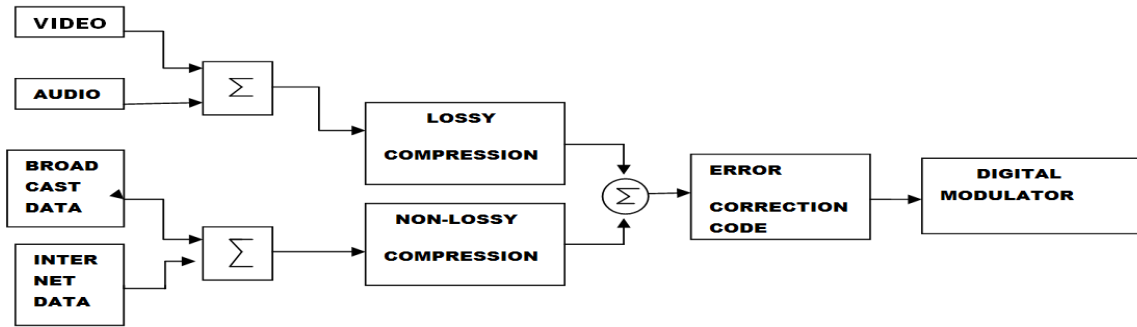 VIDEO
AUDIO
Σ
LOSSY
COMPRESSION
BROAD
CAST
DATA
INTER
NET
DATA
Σ
NON-LOSSY
COMPRESSION
Σ
ERROR
CORRECTION
CODE
DIGITAL
MODULATOR